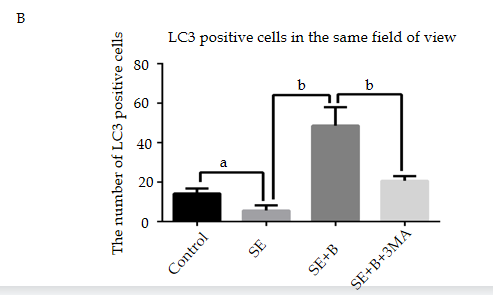 B
LC3 positive cells in the same field of view
The number of LC3 positive cells
80
60
40
20
0
a
b
b
Control
SE
SE+B
SE+B+3MA